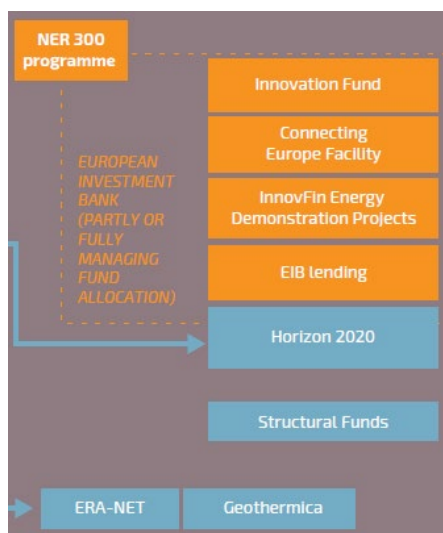 NER 300
programme
Innovation Fund
Connecting
Europe Facility
EUROPEAN
INVESTMENT
BANK
(PARTLY OR
FULLY
MANAGING
FUND
ALLOCATION)
InnovFin Energy
Demonstration Projects
EIB lending
Horizon 2020
Structural Funds
ERA-NET
Geothermica